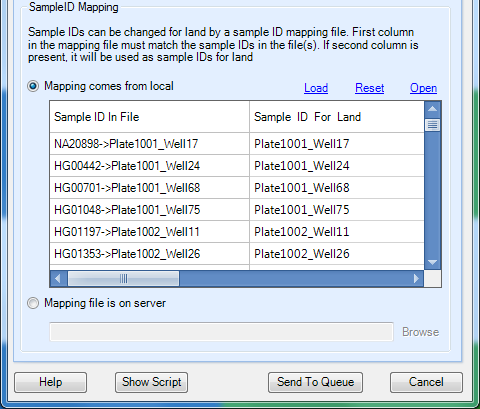 SampleID Mapping
Sample IDs can be changed for land by a sample ID mapping file. First column
in the mapping file must match the sample IDs in the file(s). If second column is
present, it will be used as sample IDs for land
Mapping comes from local Load Reset Open
Sample ID In File Sample ID For Land
NA20898->Plate1001_Well17 Plate1001_Well17
HG00442->Plate1001_Well24 Plate1001_Well24
HG00701->Plate1001_Well68 Plate1001_Well68
HG01048->Plate1001_Well75 Plate1001_Well75
HG01197->Plate1002_Well11 Plate1002_Well11
HG01353->Plate1002_Well26 Plate1002_Well26
Mapping file is on server
Browse
Help Show Script Send To Queue Cancel